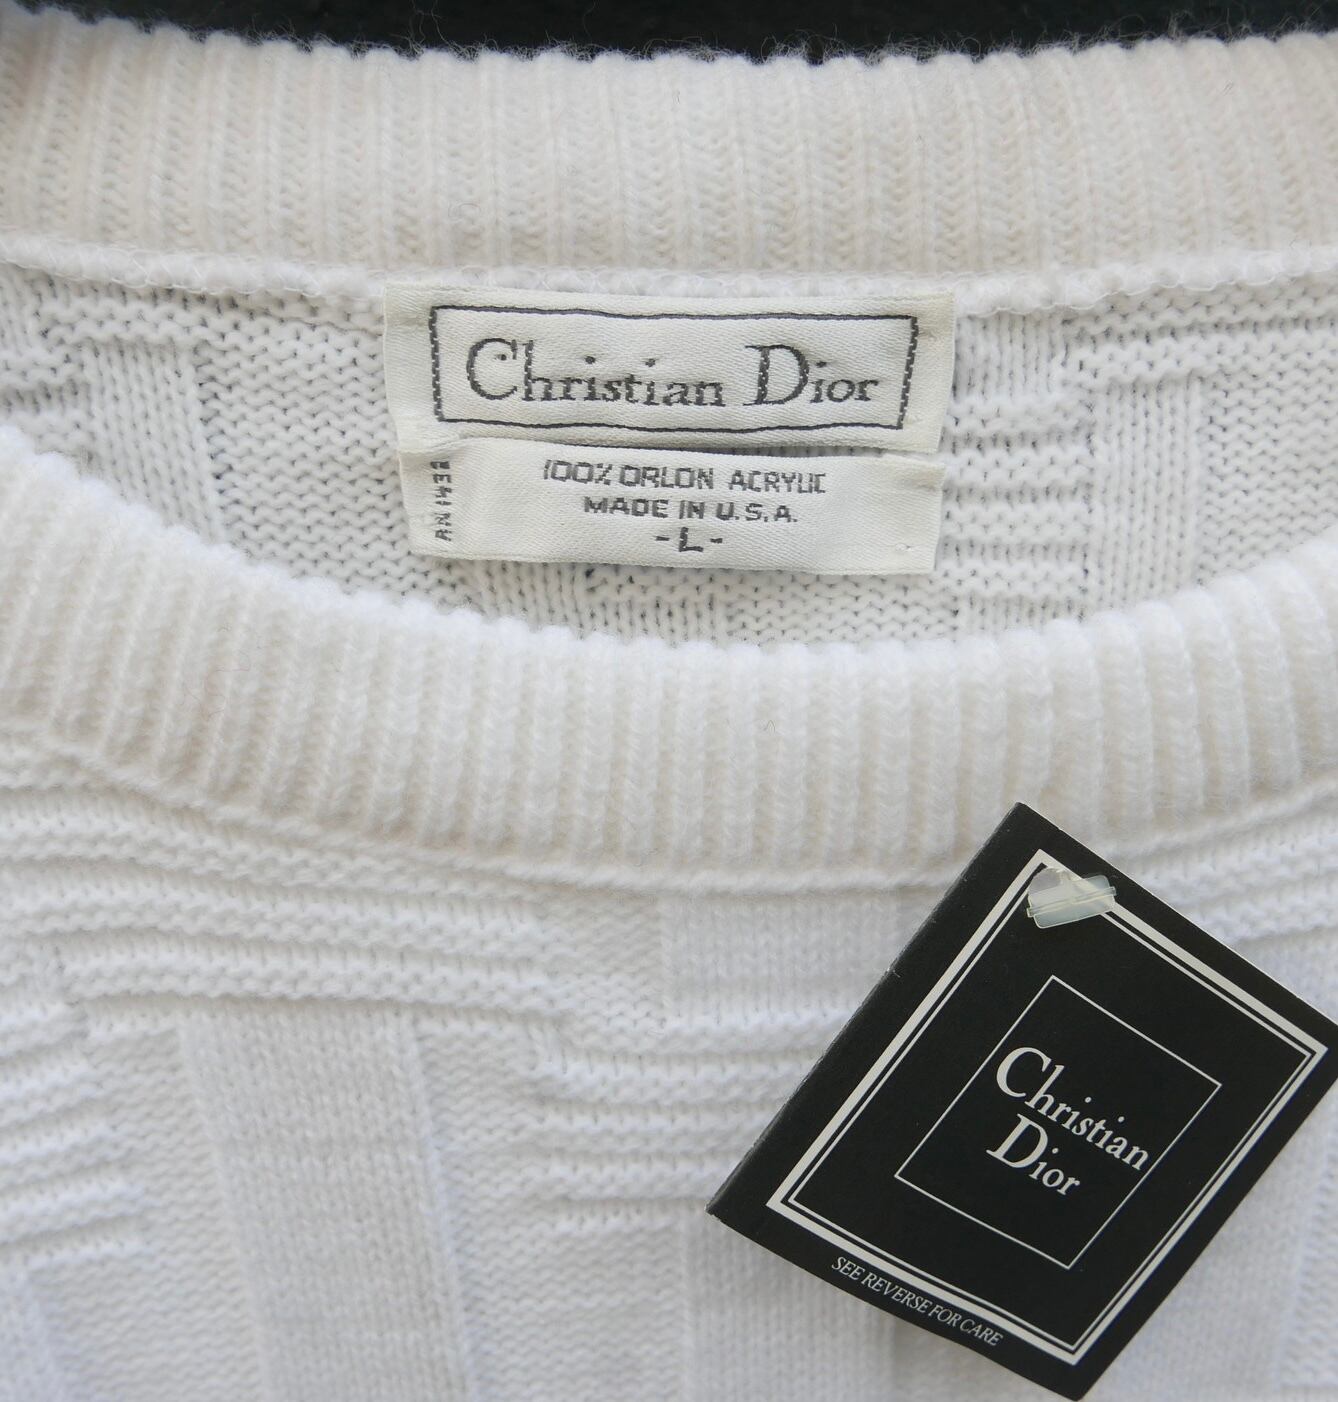 Christian Dior
100% ORLON ACRYLIC
MADE IN U.S.A.
-L-
Christian
Dior
SEE REVERSE FOR CARE